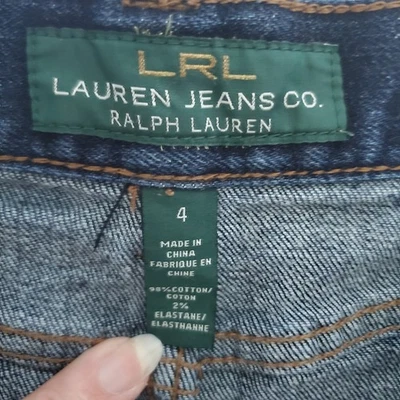 LRL
LAUREN JEANS CO.
RALPH LAUREN
4
MADE IN
CHINA
FABRIQUE EN
CHINE
98% COTTON/
COTON
2%
ELASTANE/
ELASTHANNE